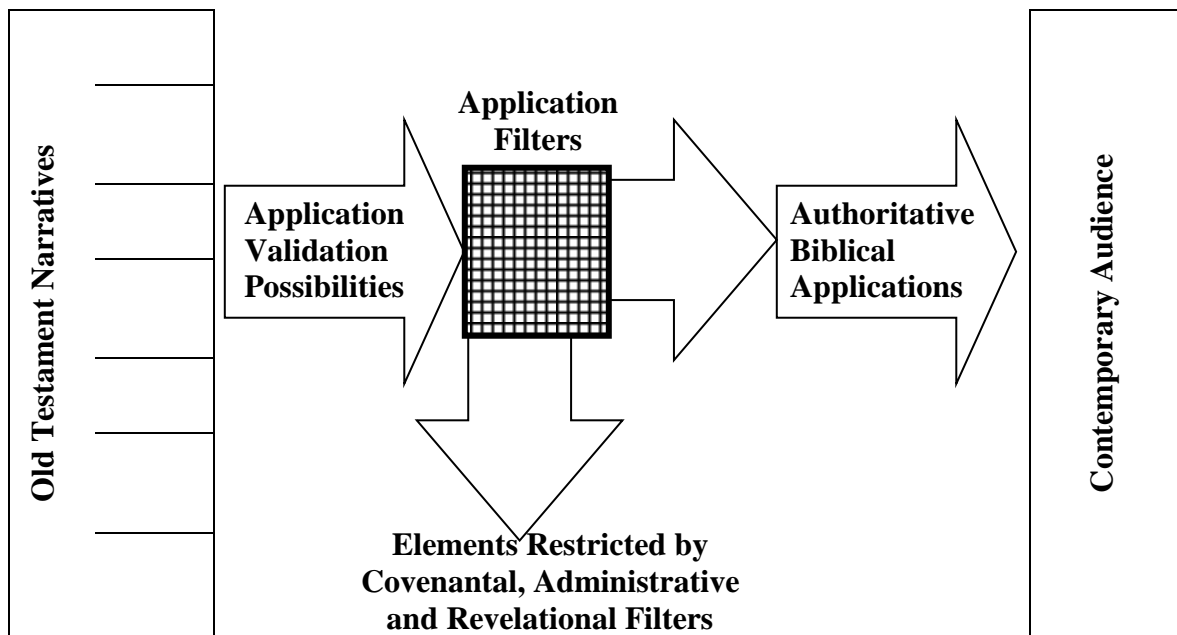 Old Testament Narratives
Application
Validation
Possibilities
Application
Filters
Elements Restricted by
Covenantal, Administrative
and Revelational Filters
Authoritative
Biblical
Applications
Contemporary Audience